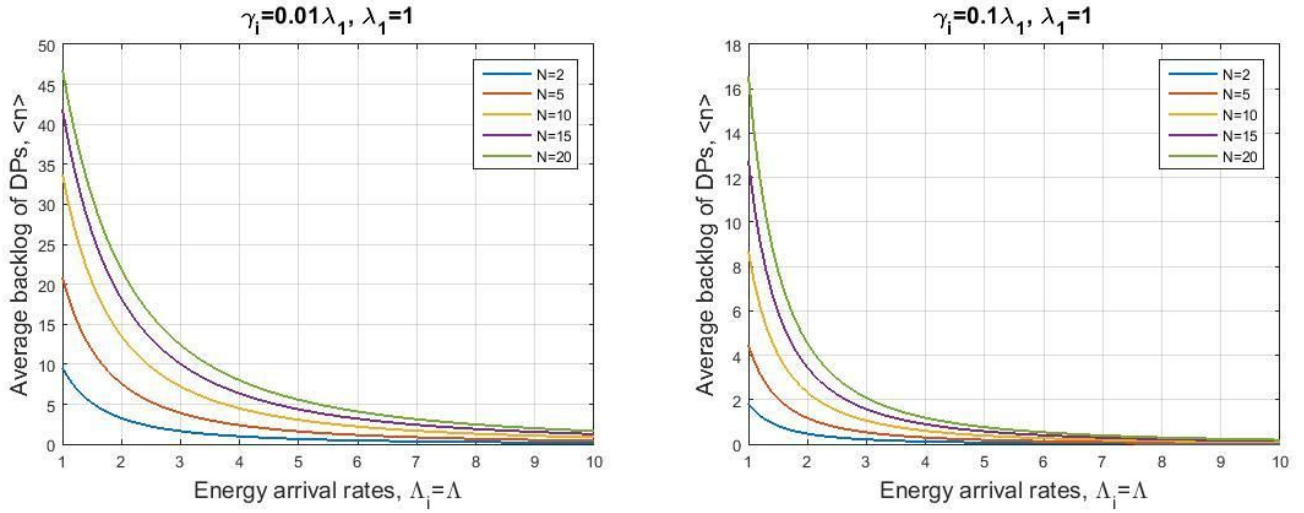 γᵢ=0.01λ₁, λ₁=1
Average backlog of DPs, <n>
50
45
40
35
30
25
20
15
10
5
0
N=2
N=5
N=10
N=15
N=20
1 2 3 4 5 6 7 8 9 10
Energy arrival rates, Λᵢ=Λ
γᵢ=0.1λ₁, λ₁=1
Average backlog of DPs, <n>
18
16
14
12
10
8
6
4
2
0
N=2
N=5
N=10
N=15
N=20
1 2 3 4 5 6 7 8 9 10
Energy arrival rates, Λᵢ=Λ